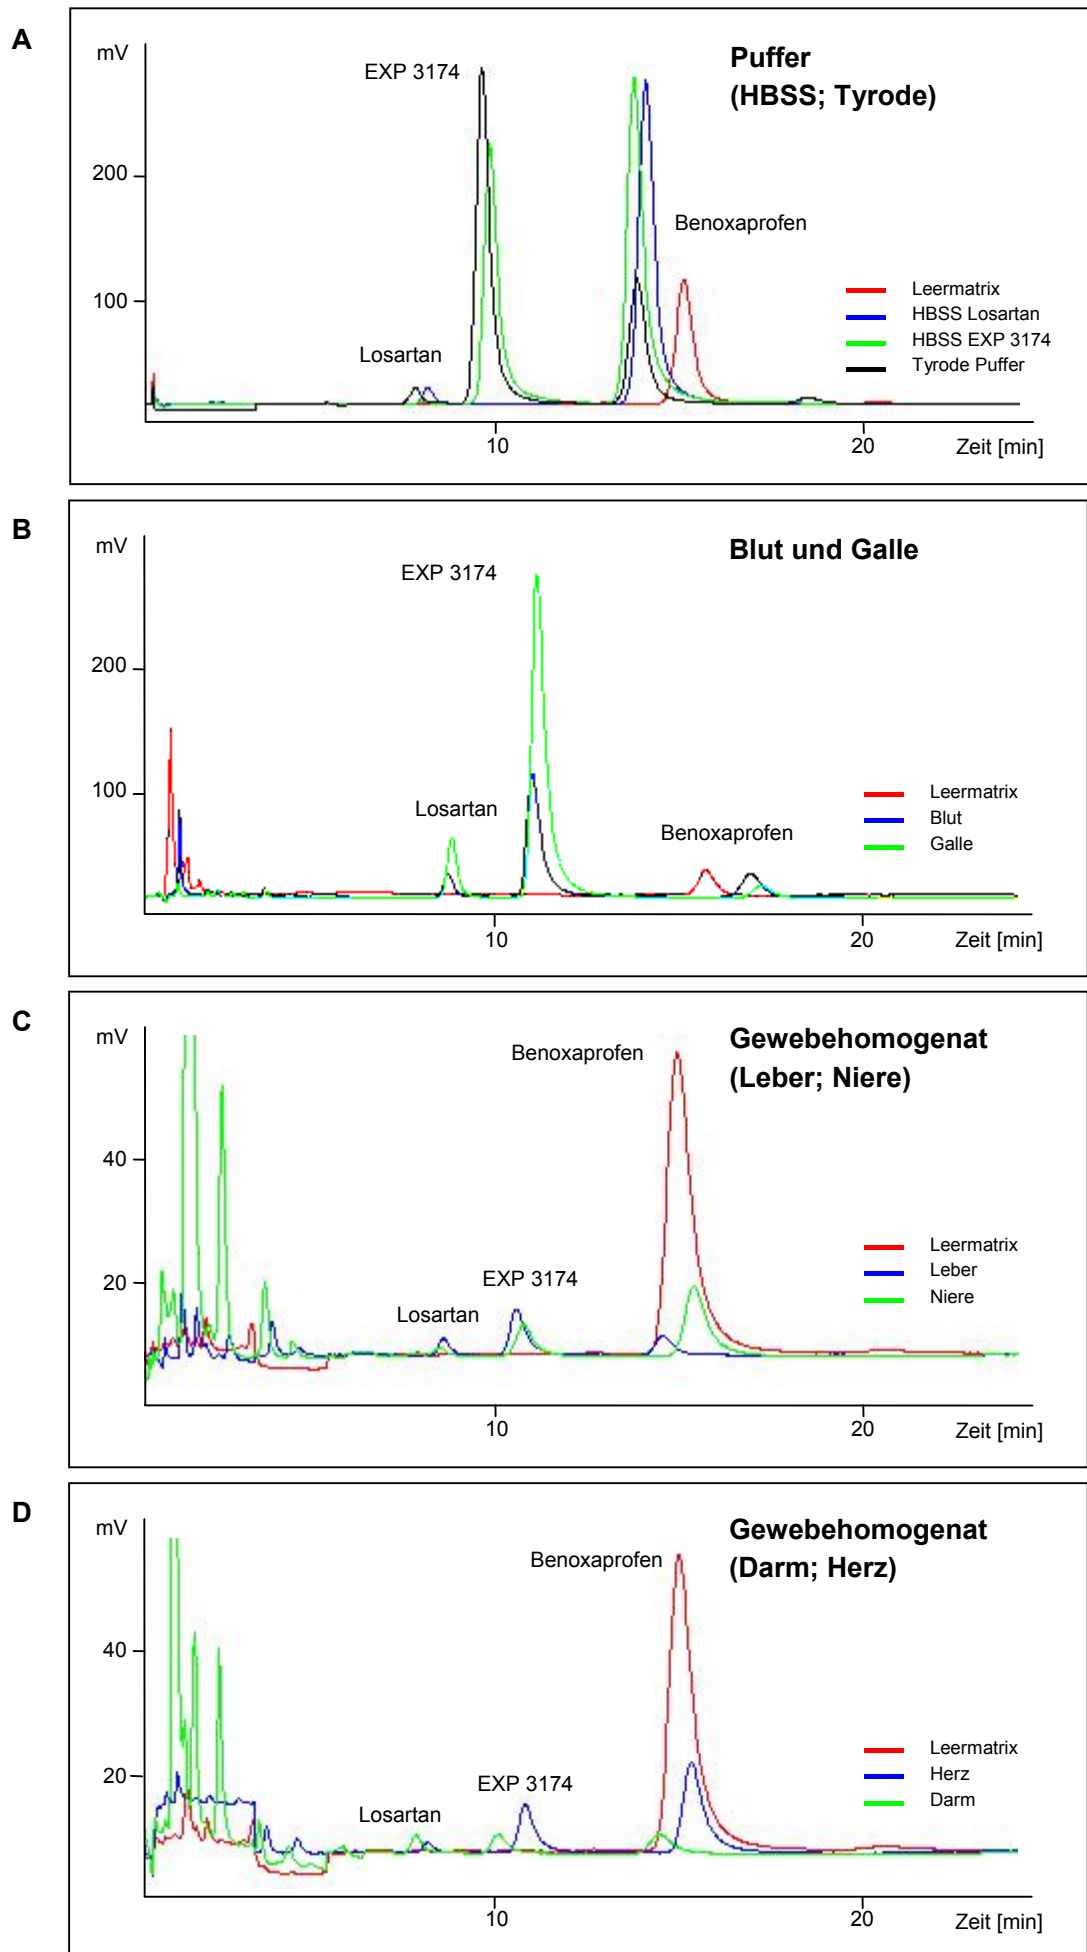 A
mV
EXP 3174
Puffer
(HBSS; Tyrode)
200
Benoxaprofen
100
Losartan
Leermatrix
HBSS Losartan
HBSS EXP 3174
Tyrode Puffer
10
20
Zeit [min]
B
mV
EXP 3174
Blut und Galle
200
100
Losartan
Benoxaprofen
Leermatrix
Blut
Galle
10
20
Zeit [min]
C
mV
Benoxaprofen
Gewebehomogenat
(Leber; Niere)
40
20
EXP 3174
Losartan
Leermatrix
Leber
Niere
10
20
Zeit [min]
D
mV
Benoxaprofen
Gewebehomogenat
(Darm; Herz)
40
20
EXP 3174
Losartan
Leermatrix
Herz
Darm
10
20
Zeit [min]